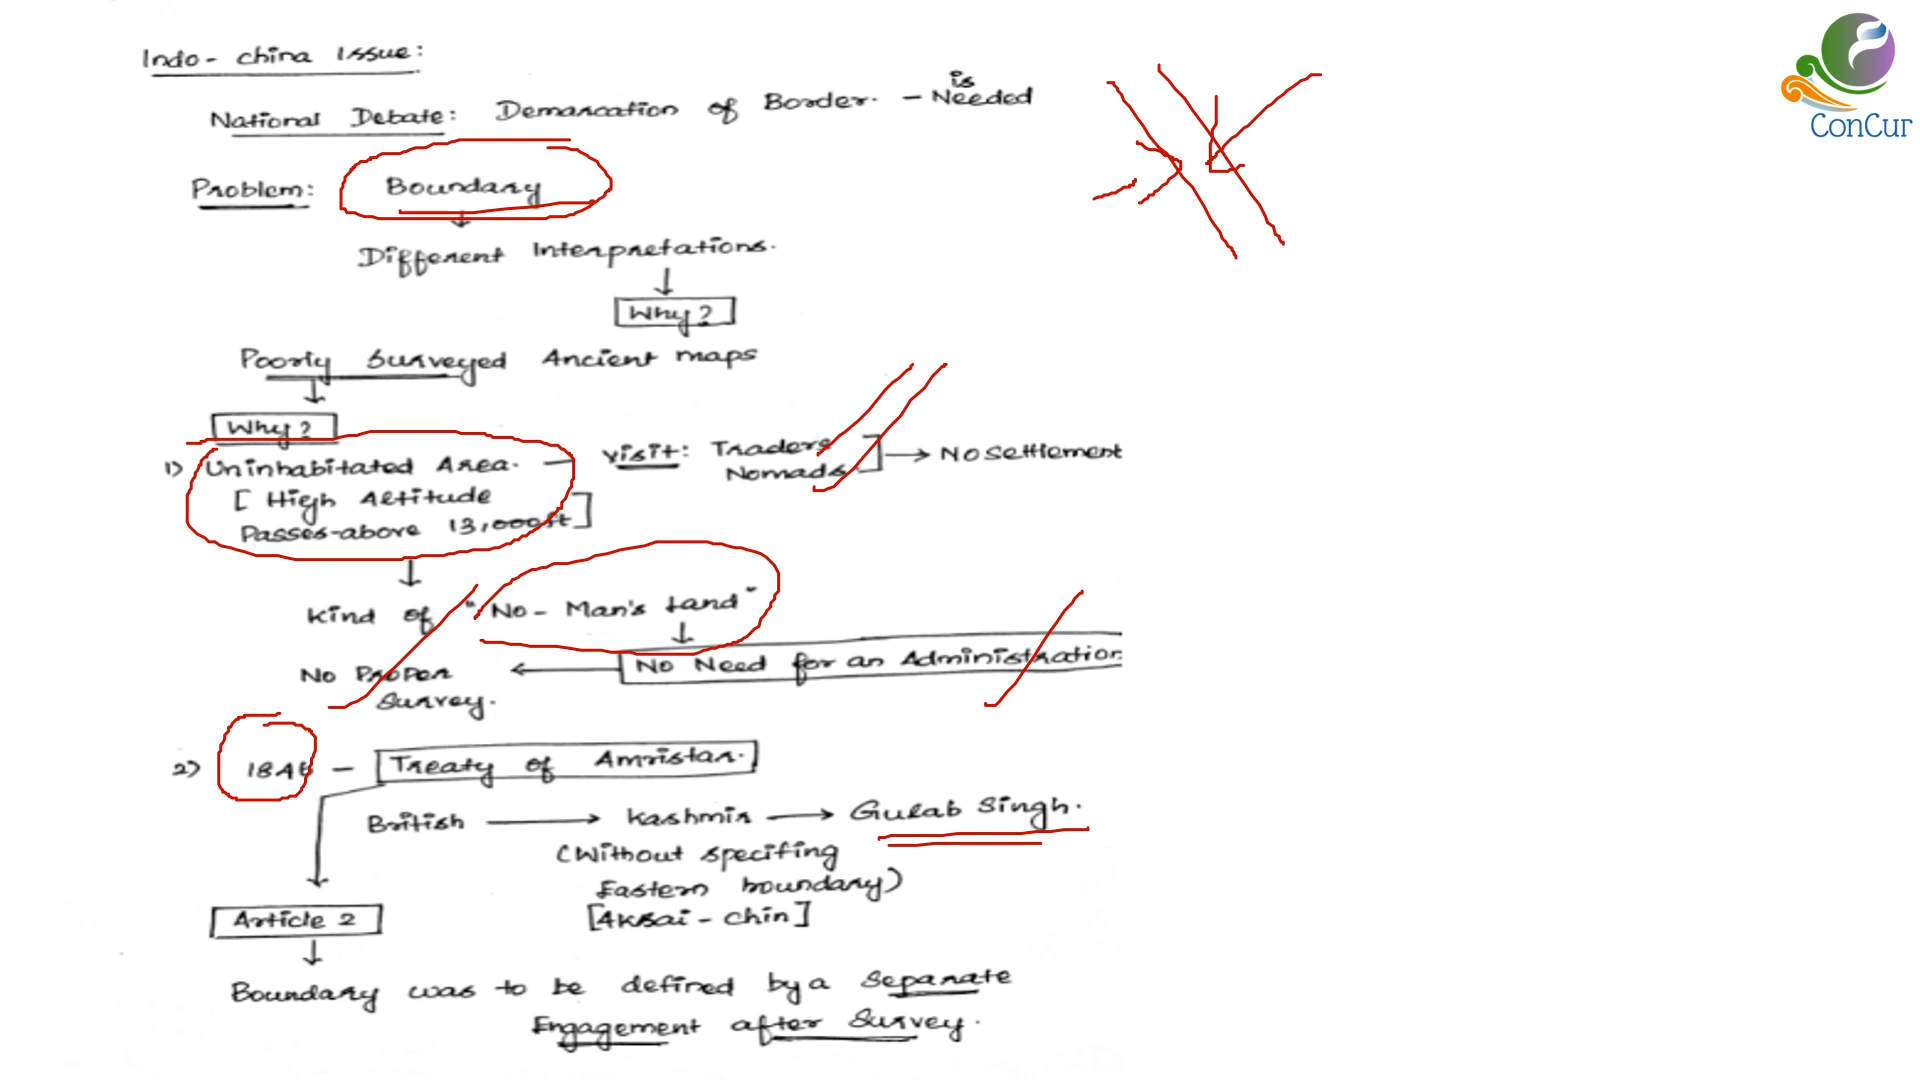 Indo - china Issue:
National Debate: Demarcation of Border. - is Needed
Problem: Boundary
Different Interpretations.
Why?
Poorly Surveyed Ancient maps
Why?
1) Uninhabitated Area. - visit: Traders
Nomads → No Settlement
[ High Altitude
Passes-above 13,000ft ]
Kind of "No - Man's Land"
No Need for an Administration
No Proper
Survey.
2) 1846 - Treaty of Amristar.
British → Kashmir → Gulab Singh.
(Without specifing
Eastern boundary)
[Aksai - Chin]
Article 2
Boundary was to be defined by a Separate
Engagement after Survey.
ConCur